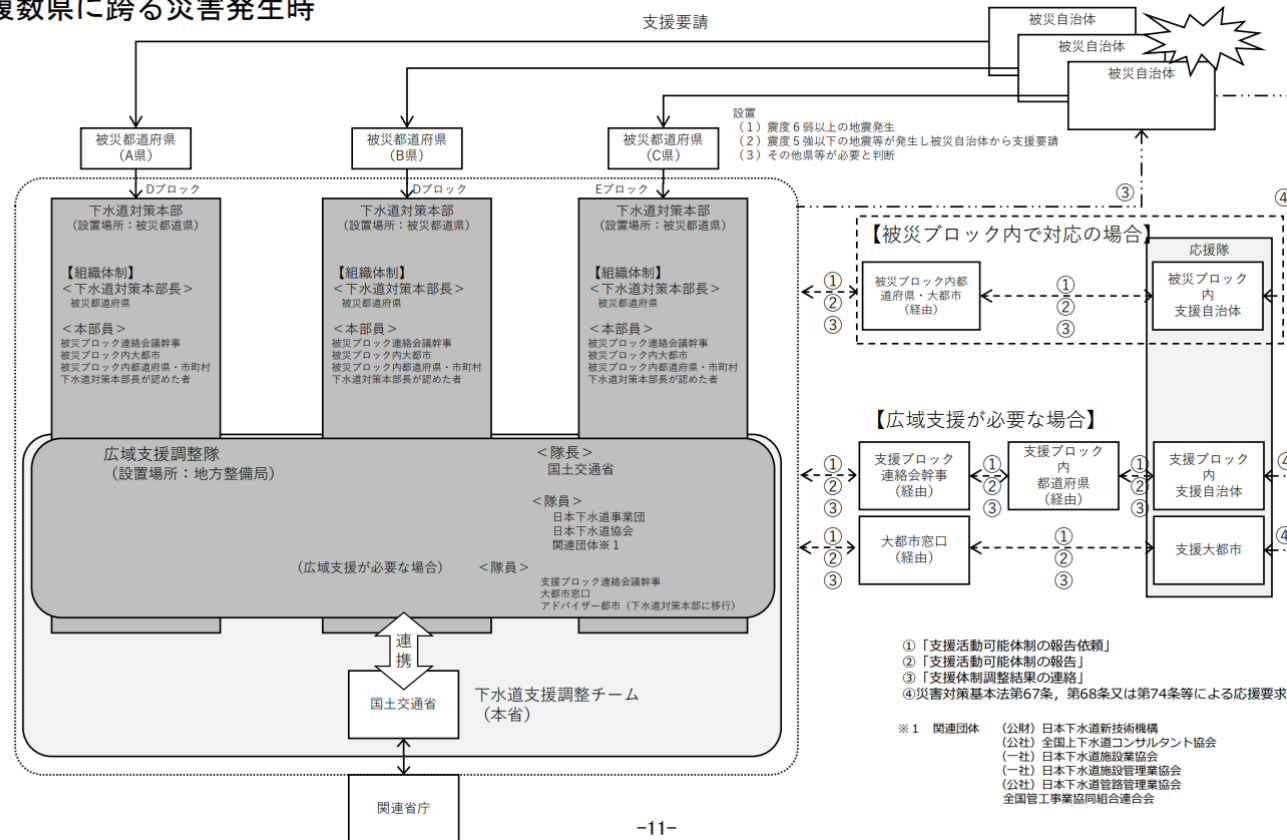 複数県に跨る災害発生時
支援要請
被災自治体
被災自治体
被災自治体
設置
(1)震度6弱以上の地震発生
(2)震度5強以下の地震等が発生し被災自治体から支援要請
(3)その他県等が必要と判断
被災都道府県
(A県)
被災都道府県
(B県)
被災都道府県
(C県)
Dブロック
Dブロック
Eブロック
下水道対策本部
(設置場所:被災都道県)
【組織体制】
<下水道対策本部長>
被災都道府県
<本部員>
被災ブロック連絡会議幹事
被災ブロック内大都市
被災ブロック内都道府県・市町村
下水道対策本部長が認めた者
下水道対策本部
(設置場所:被災都道県)
【組織体制】
<下水道対策本部長>
被災都道府県
<本部員>
被災ブロック連絡会議幹事
被災ブロック内大都市
被災ブロック内都道府県・市町村
下水道対策本部長が認めた者
下水道対策本部
(設置場所:被災都道県)
【組織体制】
<下水道対策本部長>
被災都道府県
<本部員>
被災ブロック連絡会議幹事
被災ブロック内大都市
被災ブロック内都道府県・市町村
下水道対策本部長が認めた者
③
④
【被災ブロック内で対応の場合】
応援隊
①
②
③
被災ブロック内都
道府県・大都市
(経由)
①
②
③
被災ブロック
内
支援自治体
【広域支援が必要な場合】
①
②
③
支援ブロック
連絡会幹事
(経由)
①
②
③
支援ブロック
内
都道府県
(経由)
①
②
③
支援ブロック
内
支援自治体
④
①
②
③
大都市窓口
(経由)
①
②
③
支援大都市
④
広域支援調整隊
(設置場所:地方整備局)
<隊長>
国土交通省
<隊員>
日本下水道事業団
日本下水道協会
関連団体※1
(広域支援が必要な場合)
<隊員>
支援ブロック連絡会議幹事
大都市窓口
アドバイザー都市(下水道対策本部に移行)
連
携
国土交通省
下水道支援調整チーム
(本省)
関連省庁
①「支援活動可能体制の報告依頼」
②「支援活動可能体制の報告」
③「支援体制調整結果の連絡」
④災害対策基本法第67条,第68条又は第74条等による応援要求
※1 関連団体 (公財)日本下水道新技術機構
(公社)全国上下水道コンサルタント協会
(一社)日本下水道施設業協会
(一社)日本下水道施設管理業協会
(公社)日本下水道管路管理業協会
全国管工事業協同組合連合会
-11-